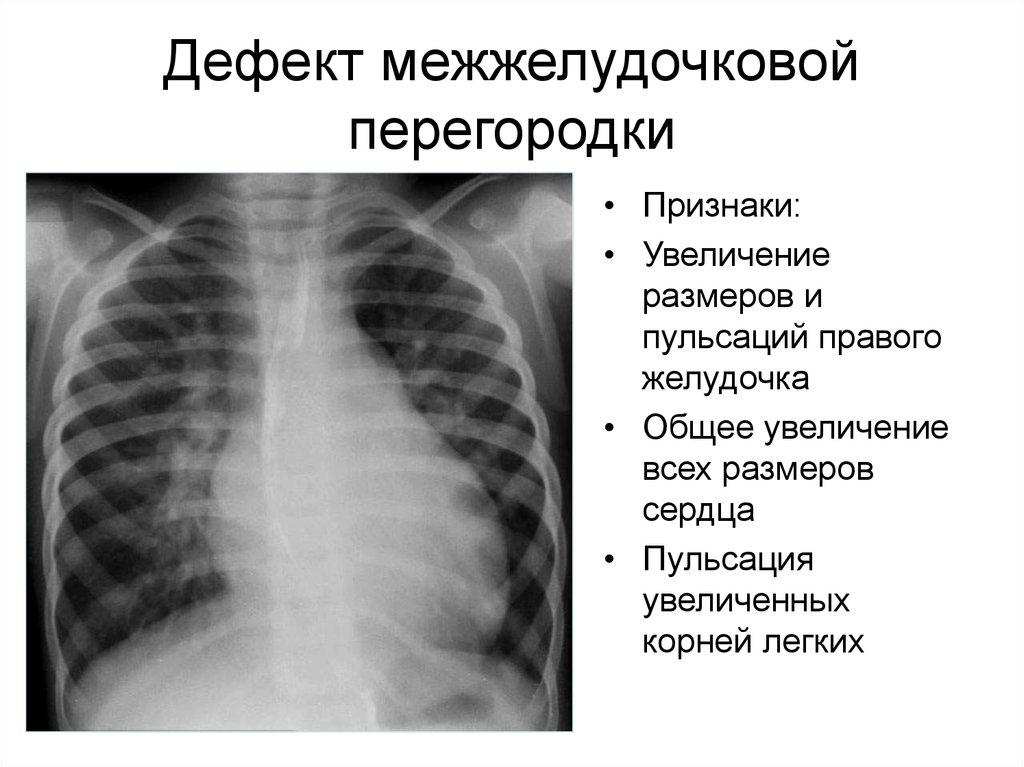 Дефект межжелудочковой
перегородки
• Признаки:
• Увеличение
размеров и
пульсаций правого
желудочка
• Общее увеличение
всех размеров
сердца
• Пульсация
увеличенных
корней легких